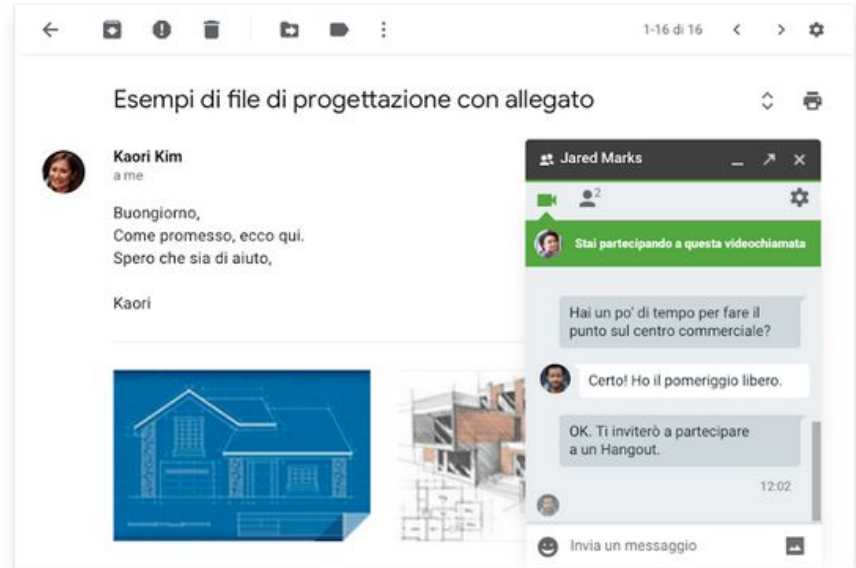 1-16 di 16
Esempi di file di progettazione con allegato
Kaori Kim
a me
Buongiorno,
Come promesso, ecco qui.
Spero che sia di aiuto,
Kaori
Jared Marks
2
Stai partecipando a questa videochiamata
Hai un po' di tempo per fare il
punto sul centro commerciale?
Certo! Ho il pomeriggio libero.
OK. Ti inviterò a partecipare
a un Hangout.
12:02
Invia un messaggio